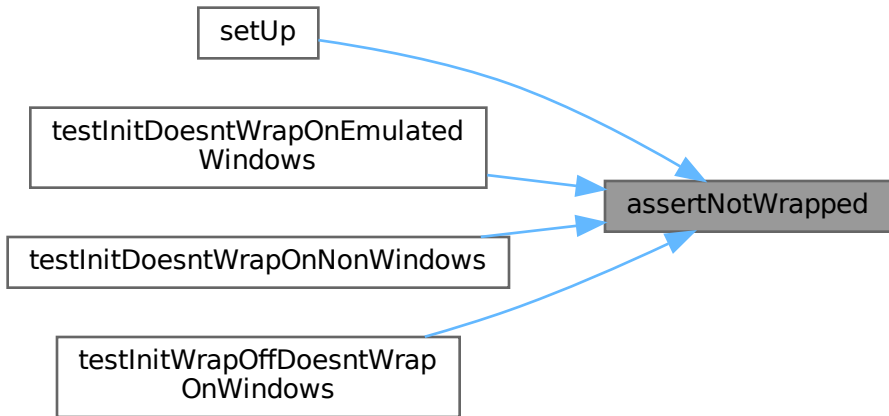 setUp
testInitDoesntWrapOnEmulated
Windows
assertNotWrapped
testInitDoesntWrapOnNonWindows
testInitWrapOffDoesntWrap
OnWindows